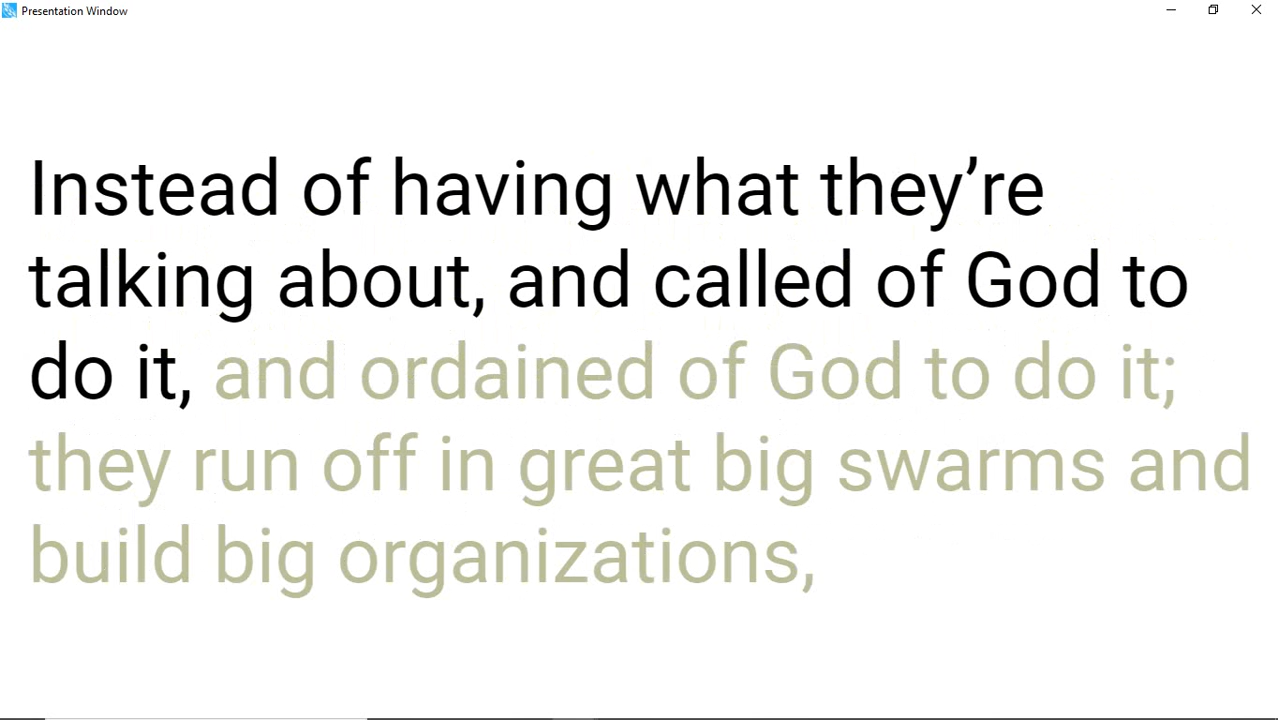 Presentation Window
Instead of having what they’re
talking about, and called of God to
do it, and ordained of God to do it;
they run off in great big swarms and
build big organizations,